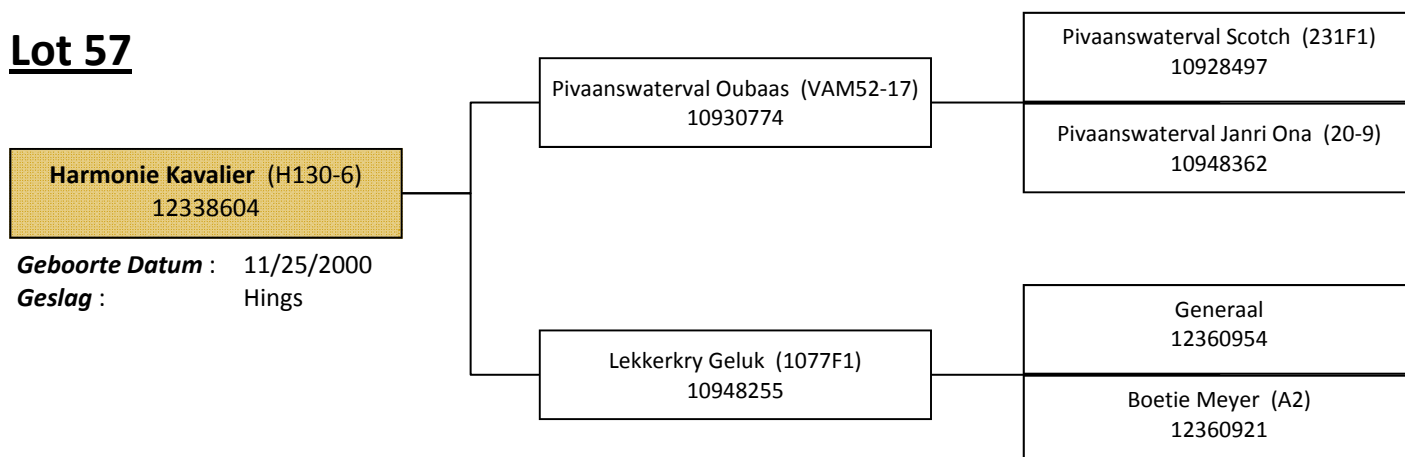 Lot 57
Harmonie Kavalier (H130-6)
12338604
Geboorte Datum : 11/25/2000
Geslag : Hings
Pivaanswaterval Oubaas (VAM52-17)
10930774
Lekkerkry Geluk (1077F1)
10948255
Pivaanswaterval Scotch (231F1)
10928497
Pivaanswaterval Janri Ona (20-9)
10948362
Generaal
12360954
Boetie Meyer (A2)
12360921